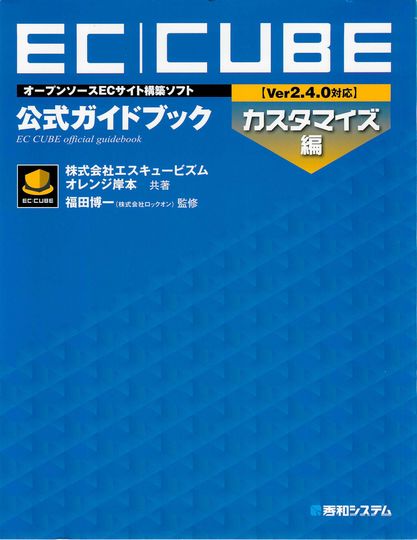 EC|CUBE
オープンソースECサイト構築ソフト
【Ver2.4.0対応】
公式ガイドブック
EC CUBE official guidebook
カスタマイズ
編
株式会社エスキュービズム
オレンジ岸本 共著
EC CUBE
福田博一（株式会社ロックオン）監修
秀和システム